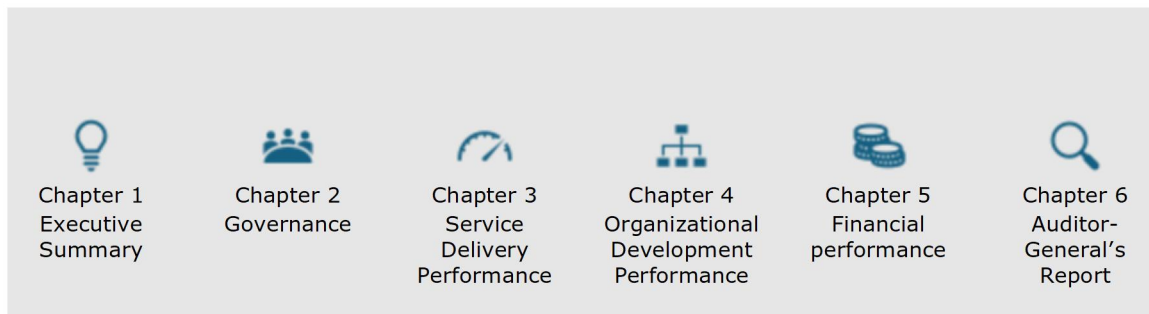 Chapter 1
Executive
Summary
Chapter 2
Governance
Chapter 3
Service
Delivery
Performance
Chapter 4
Organizational
Development
Performance
Chapter 5
Financial
performance
Chapter 6
Auditor-
General’s
Report